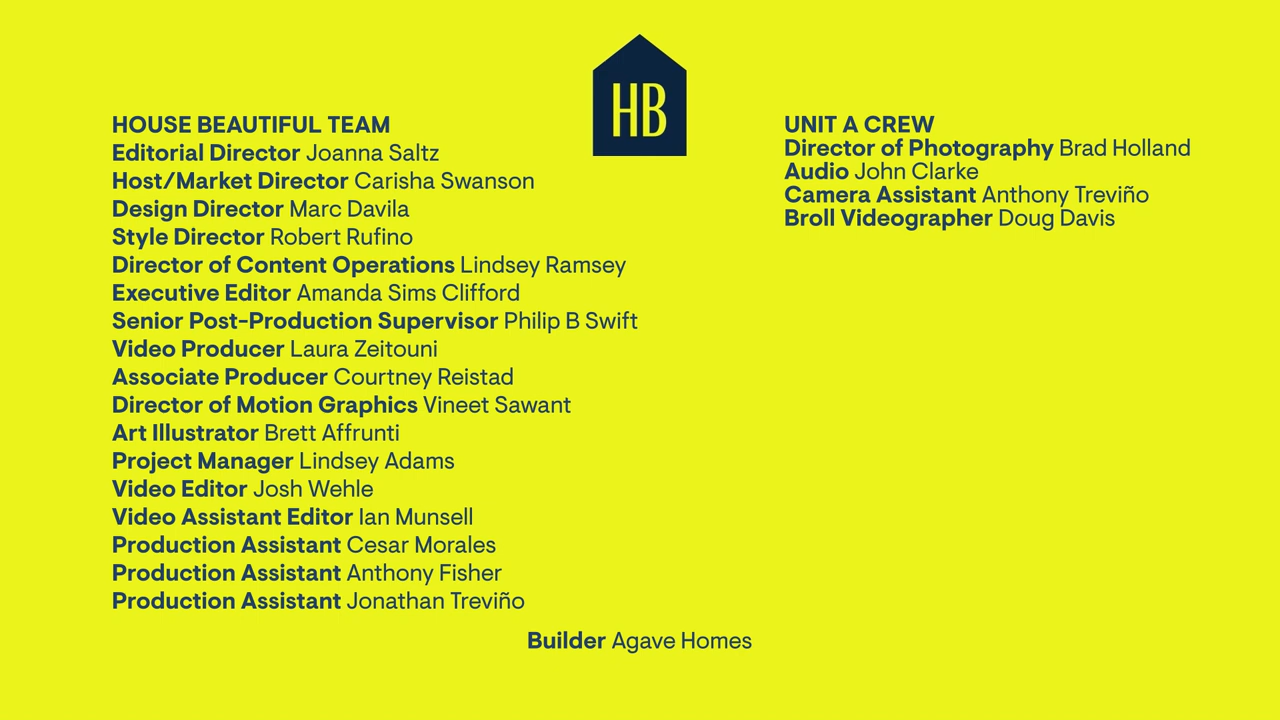 HB
HOUSE BEAUTIFUL TEAM
Editorial Director Joanna Saltz
Host/Market Director Carisha Swanson
Design Director Marc Davila
Style Director Robert Rufino
Director of Content Operations Lindsey Ramsey
Executive Editor Amanda Sims Clifford
Senior Post-Production Supervisor Philip B Swift
Video Producer Laura Zeitouni
Associate Producer Courtney Reistad
Director of Motion Graphics Vineet Sawant
Art Illustrator Brett Affrunti
Project Manager Lindsey Adams
Video Editor Josh Wehle
Video Assistant Editor Ian Munsell
Production Assistant Cesar Morales
Production Assistant Anthony Fisher
Production Assistant Jonathan Treviño
UNIT A CREW
Director of Photography Brad Holland
Audio John Clarke
Camera Assistant Anthony Treviño
Broll Videographer Doug Davis
Builder Agave Homes